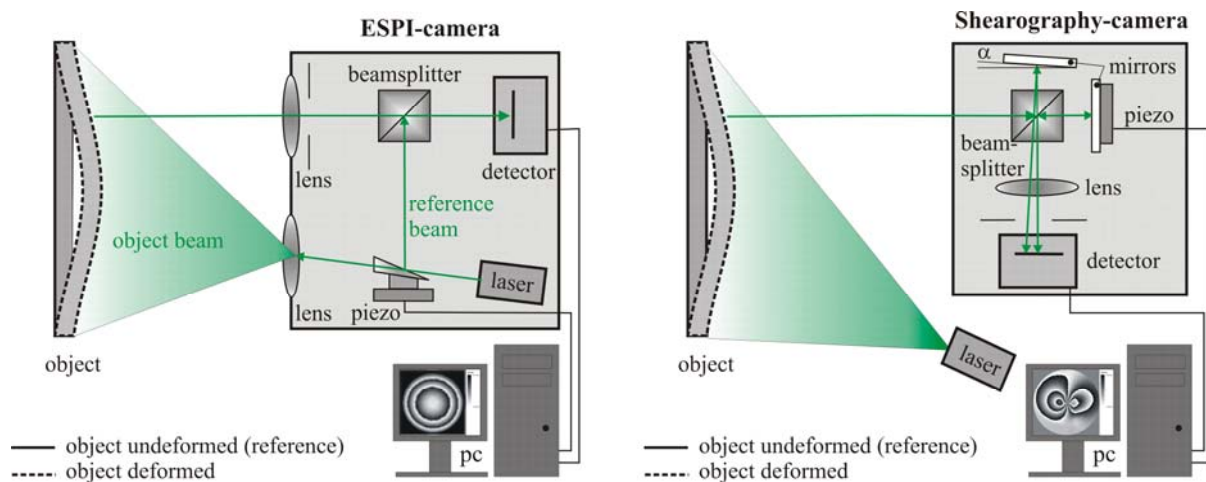 ESPI-camera
beamsplitter
detector
lens
reference
beam
object beam
laser
lens
piezo
object
pc
object undeformed (reference)
object deformed
Shearography-camera
α
mirrors
piezo
beam-
splitter
lens
detector
laser
object
pc
object undeformed (reference)
object deformed